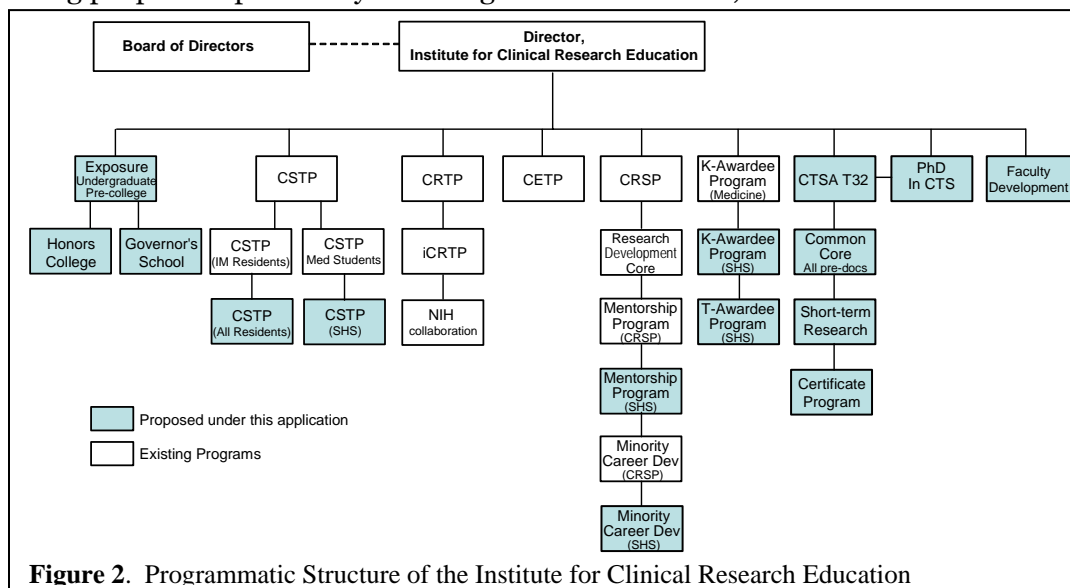 Board of Directors
Director,
Institute for Clinical Research Education
Exposure
Undergraduate
Pre-college
CSTP
CRTP
CETP
CRSP
K-Awardee
Program
(Medicine)
CTSA T32
PhD
In CTS
Faculty
Development
Honors
College
Governor's
School
CSTP
(IM Residents)
CSTP
Med Students
iCRTP
Research
Development
Core
K-Awardee
Program
(SHS)
Common
Core
All pre-docs
CSTP
(All Residents)
CSTP
(SHS)
NIH
collaboration
Mentorship
Program
(CRSP)
T-Awardee
Program
(SHS)
Short-term
Research
Mentorship
Program
(SHS)
Certificate
Program
Proposed under this application
Existing Programs
Minority
Career Dev
(CRSP)
Minority
Career Dev
(SHS)
Figure 2. Programmatic Structure of the Institute for Clinical Research Education